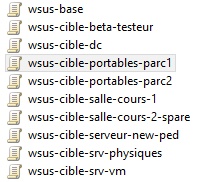 wsus-base
wsus-cible-beta-testeur
wsus-cible-dc
wsus-cible-portables-parc1
wsus-cible-portables-parc2
wsus-cible-salle-cours-1
wsus-cible-salle-cours-2-spare
wsus-cible-serveur-new-ped
wsus-cible-srv-physiques
wsus-cible-srv-vm